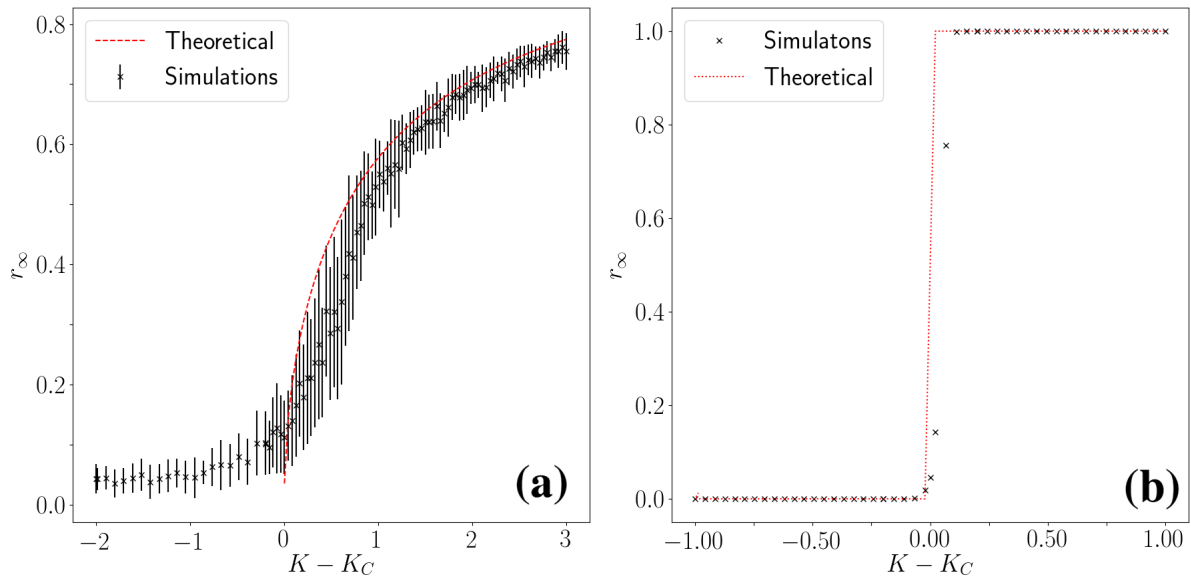 0.8
0.6
0.4
0.2
0.0
r∞
Theoretical
Simulations
(a)
−2
−1
0
1
2
3
K − K_C
1.0
0.8
0.6
0.4
0.2
0.0
r∞
Simulatons
Theoretical
(b)
−1.00
−0.50
0.00
0.50
1.00
K − K_C